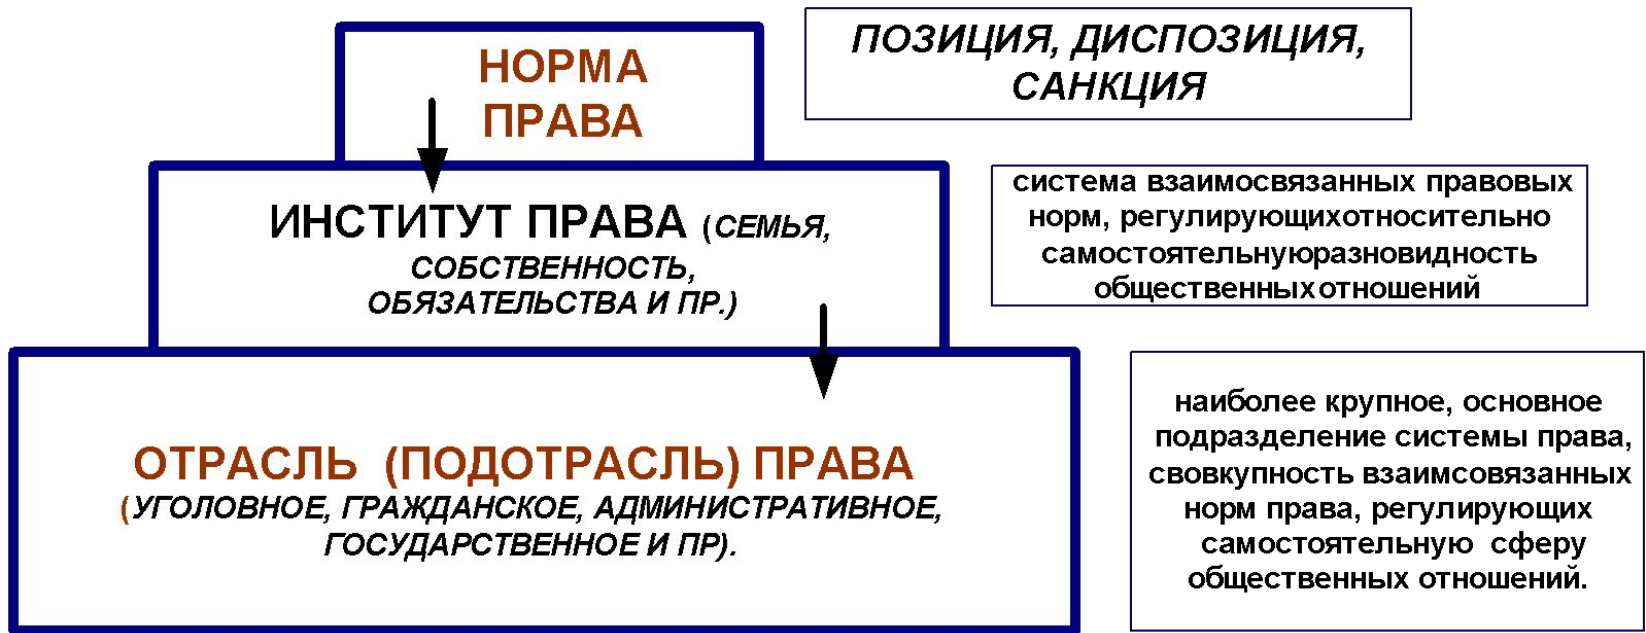 НОРМА
ПРАВА
ПОЗИЦИЯ, ДИСПОЗИЦИЯ,
САНКЦИЯ
ИНСТИТУТ ПРАВА (СЕМЬЯ,
СОБСТВЕННОСТЬ,
ОБЯЗАТЕЛЬСТВА И ПР.)
система взаимосвязанных правовых
норм, регулирующихотносительно
самостоятельнуюразновидность
общественныхотношений
ОТРАСЛЬ (ПОДОТРАСЛЬ) ПРАВА
(УГОЛОВНОЕ, ГРАЖДАНСКОЕ, АДМИНИСТРАТИВНОЕ,
ГОСУДАРСТВЕННОЕ И ПР).
наиболее крупное, основное
подразделение системы права,
свовкупность взаимсовязанных
норм права, регулирующих
самостоятельную сферу
общественных отношений.